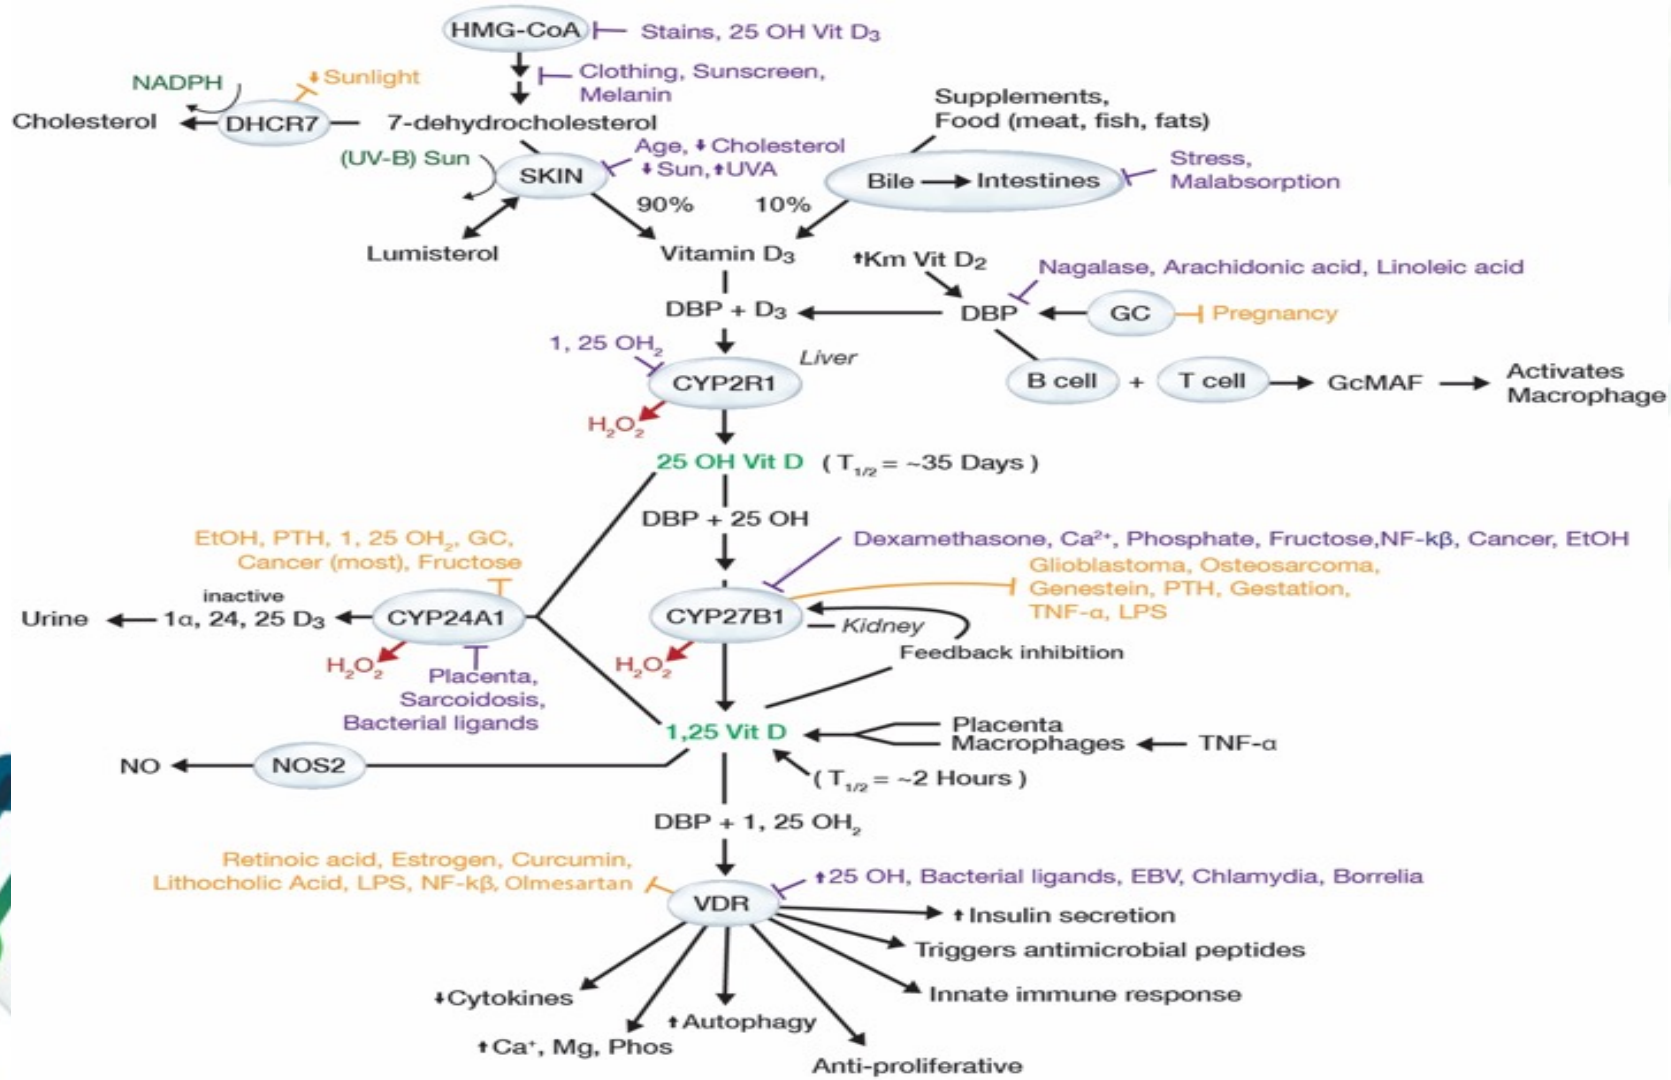 HMG-CoA
Stains, 25 OH Vit D₃
Clothing, Sunscreen,
Melanin
NADPH
↓Sunlight
Cholesterol
DHCR7
7-dehydrocholesterol
Supplements,
Food (meat, fish, fats)
(UV-B) Sun
SKIN
Age, ↓Cholesterol
↓Sun,↑UVA
Bile
Intestines
Stress,
Malabsorption
90%
10%
Lumisterol
Vitamin D₃
↑Km Vit D₂
Nagalase, Arachidonic acid, Linoleic acid
DBP + D₃
DBP
GC
Pregnancy
1, 25 OH₂
Liver
CYP2R1
H₂O₂
B cell
+
T cell
GcMAF
Activates
Macrophage
25 OH Vit D
( T₁/₂ = ~35 Days )
DBP + 25 OH
EtOH, PTH, 1, 25 OH₂, GC,
Cancer (most), Fructose
Dexamethasone, Ca²⁺, Phosphate, Fructose,NF-kβ, Cancer, EtOH
Glioblastoma, Osteosarcoma,
Genestein, PTH, Gestation,
TNF-α, LPS
Urine
inactive
1α, 24, 25 D₃
CYP24A1
H₂O₂
Placenta,
Sarcoidosis,
Bacterial ligands
CYP27B1
Kidney
H₂O₂
Feedback inhibition
1,25 Vit D
Placenta
Macrophages
TNF-α
( T₁/₂ = ~2 Hours )
NO
NOS2
DBP + 1, 25 OH₂
Retinoic acid, Estrogen, Curcumin,
Lithocholic Acid, LPS, NF-kβ, Olmesartan
VDR
↑25 OH, Bacterial ligands, EBV, Chlamydia, Borrelia
↑Insulin secretion
Triggers antimicrobial peptides
Innate immune response
↓Cytokines
↑Autophagy
↑Ca⁺, Mg, Phos
Anti-proliferative